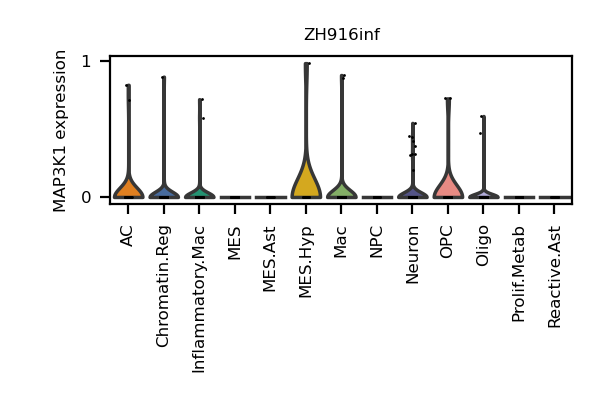 ZH916inf
MAP3K1 expression
1
0
AC
Chromatin.Reg
Inflammatory.Mac
MES
MES.Ast
MES.Hyp
Mac
NPC
Neuron
OPC
Oligo
Prolif.Metab
Reactive.Ast